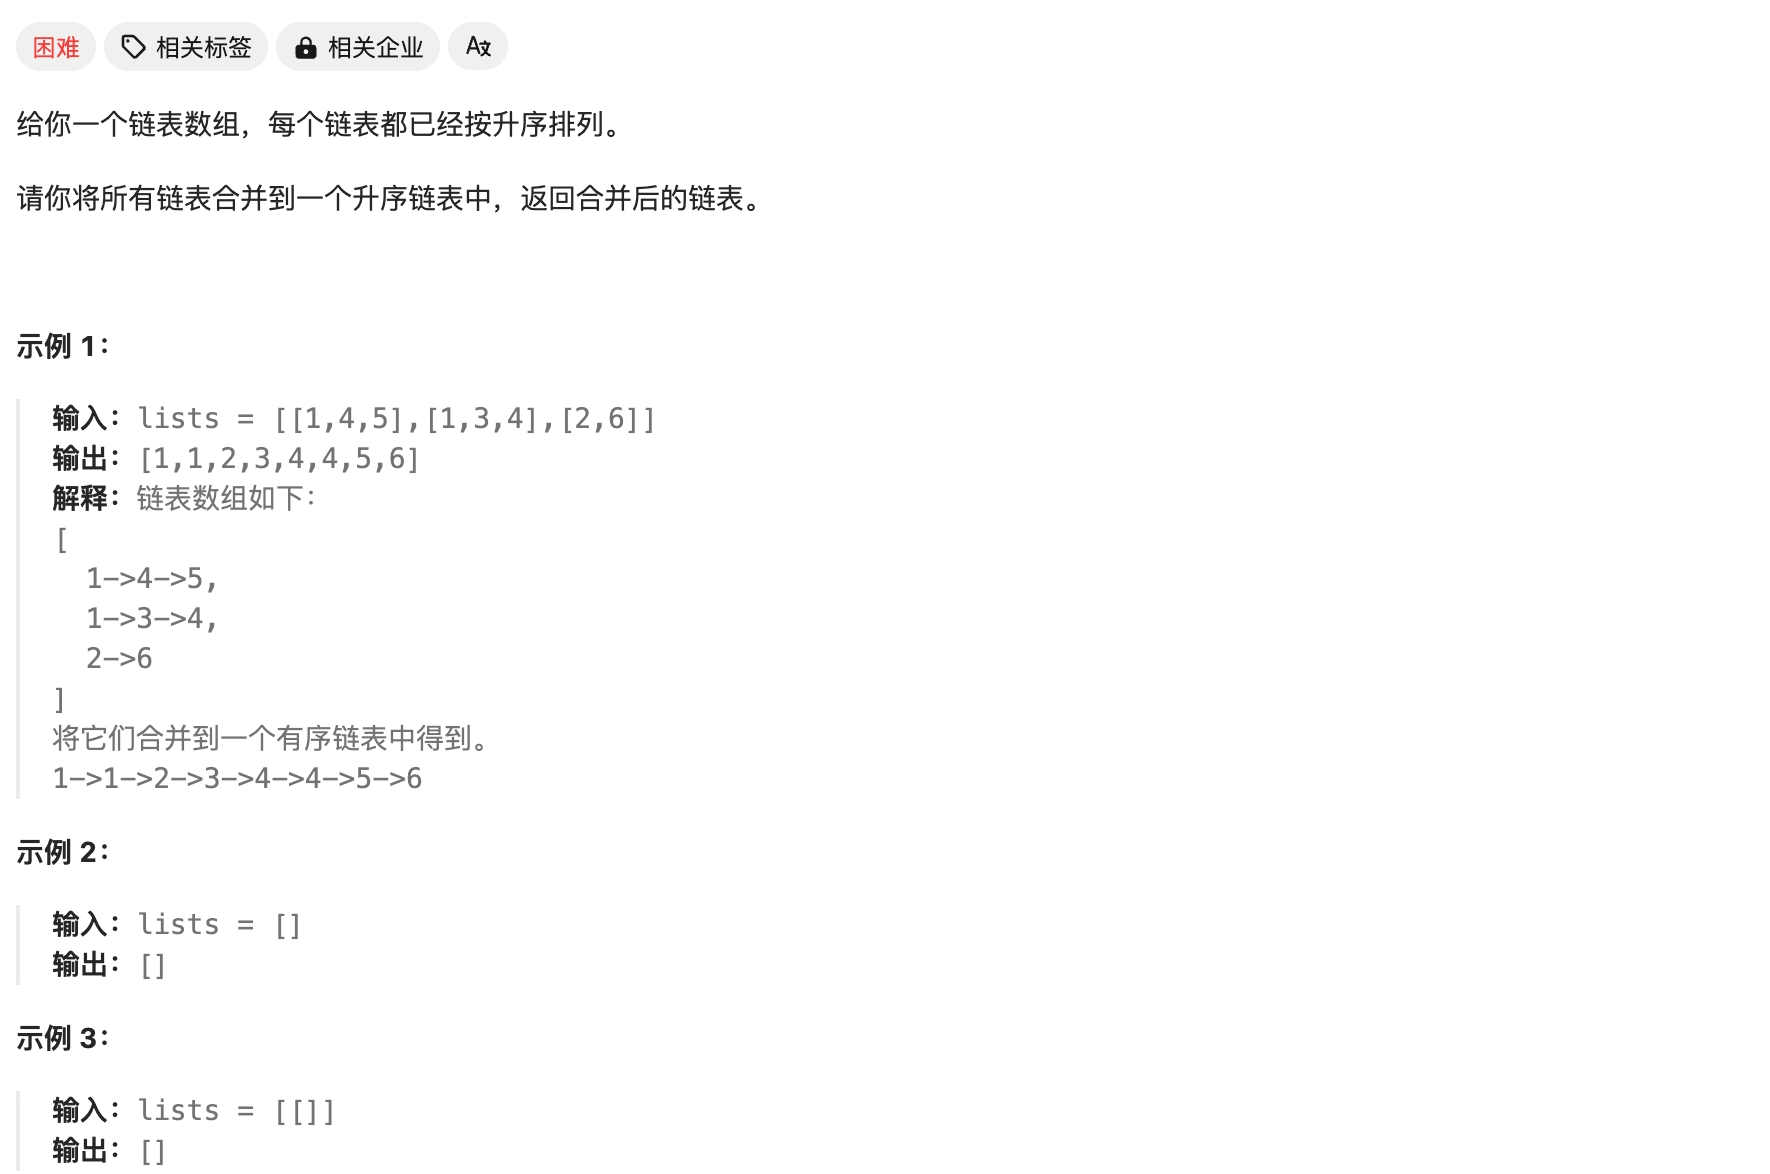 困难 相关标签 相关企业 A文
给你一个链表数组，每个链表都已经按升序排列。
请你将所有链表合并到一个升序链表中，返回合并后的链表。
示例 1：
输入：lists = [[1,4,5],[1,3,4],[2,6]]
输出：[1,1,2,3,4,4,5,6]
解释：链表数组如下：
[
  1->4->5,
  1->3->4,
  2->6
]
将它们合并到一个有序链表中得到。
1->1->2->3->4->4->5->6
示例 2：
输入：lists = []
输出：[]
示例 3：
输入：lists = [[]]
输出：[]